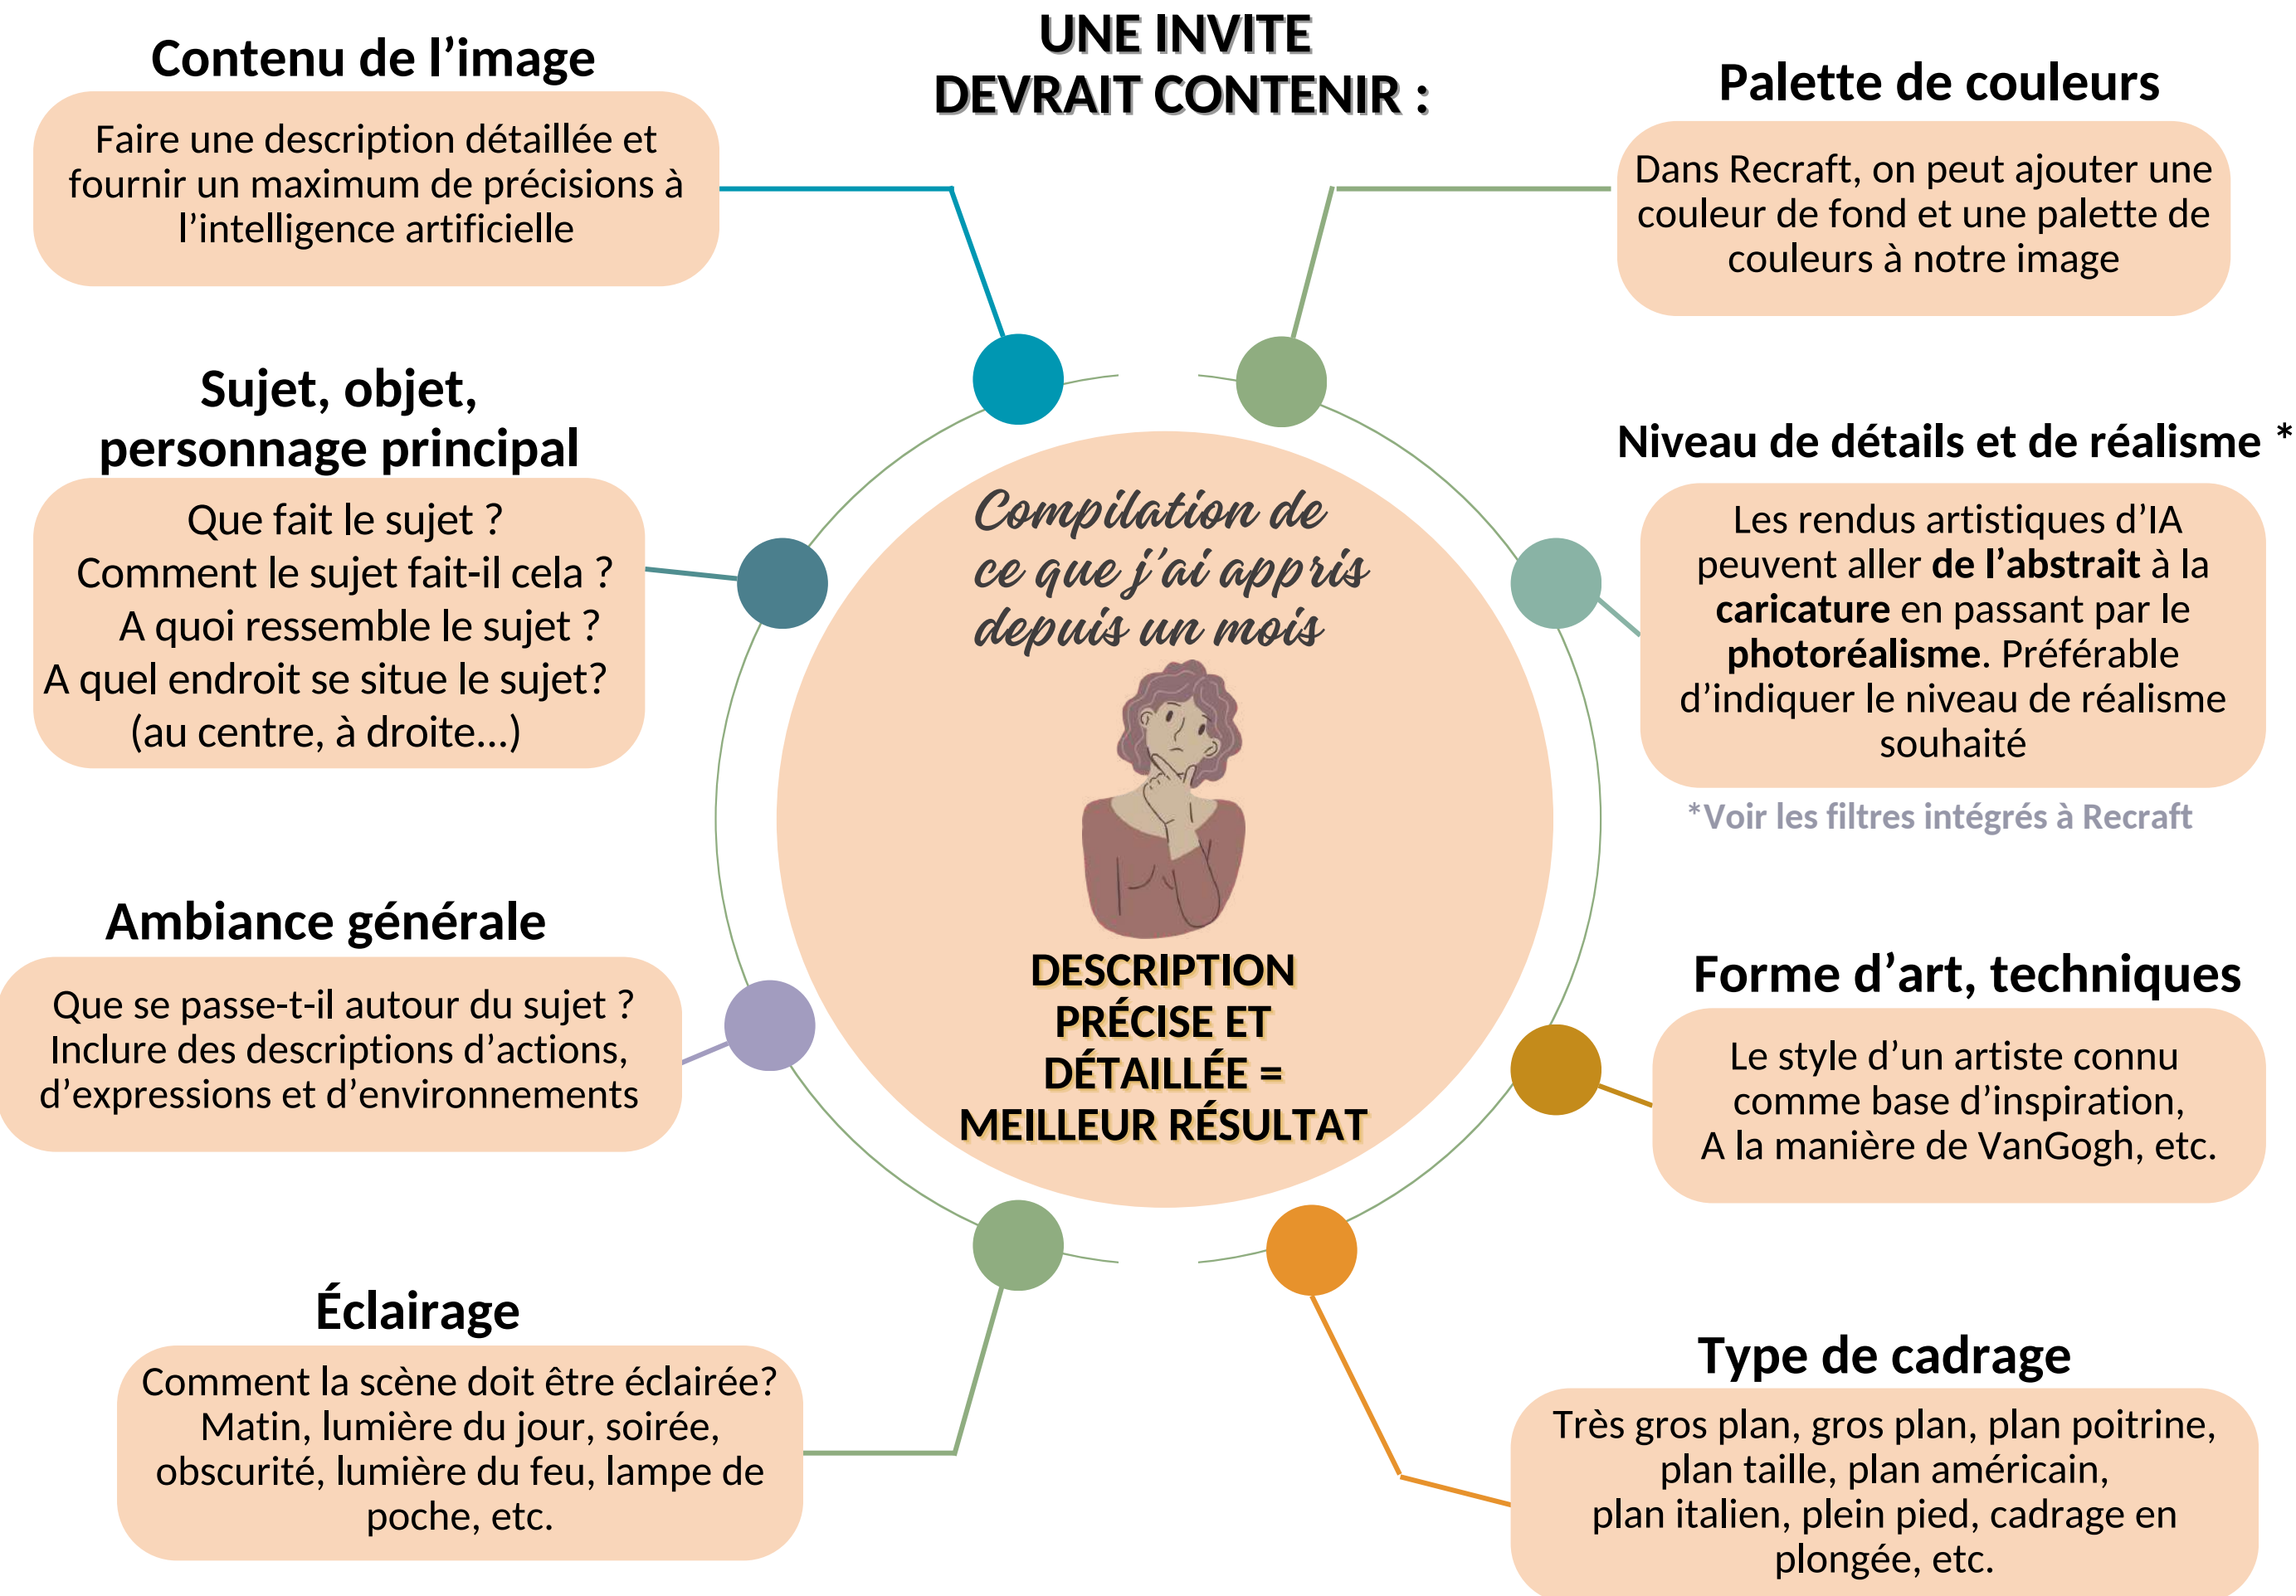 UNE INVITE
DEVRAIT CONTENIR :
Contenu de l’image
Faire une description détaillée et
fournir un maximum de précisions à
l’intelligence artificielle
Sujet, objet,
personnage principal
Que fait le sujet ?
Comment le sujet fait-il cela ?
A quoi ressemble le sujet ?
A quel endroit se situe le sujet?
(au centre, à droite...)
Ambiance générale
Que se passe-t-il autour du sujet ?
Inclure des descriptions d’actions,
d’expressions et d’environnements
Éclairage
Comment la scène doit être éclairée?
Matin, lumière du jour, soirée,
obscurité, lumière du feu, lampe de
poche, etc.
Compilation de
ce que j’ai appris
depuis un mois
DESCRIPTION
PRÉCISE ET
DÉTAILLÉE =
MEILLEUR RÉSULTAT
Palette de couleurs
Dans Recraft, on peut ajouter une
couleur de fond et une palette de
couleurs à notre image
Niveau de détails et de réalisme *
Les rendus artistiques d’IA
peuvent aller de l’abstrait à la
caricature en passant par le
photoréalisme. Préférable
d’indiquer le niveau de réalisme
souhaité
*Voir les filtres intégrés à Recraft
Forme d’art, techniques
Le style d’un artiste connu
comme base d’inspiration,
A la manière de VanGogh, etc.
Type de cadrage
Très gros plan, gros plan, plan poitrine,
plan taille, plan américain,
plan italien, plein pied, cadrage en
plongée, etc.